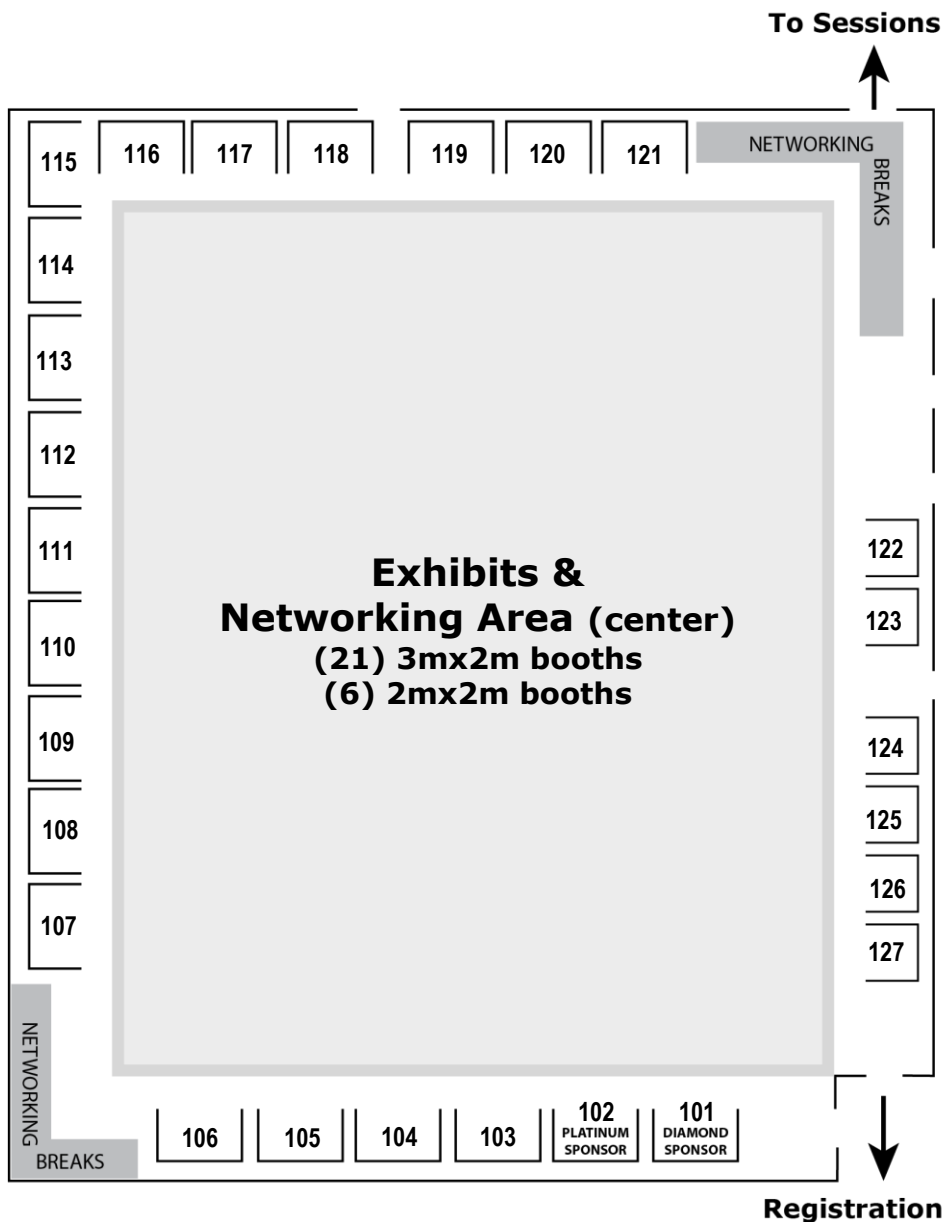 To Sessions
115
116
117
118
119
120
121
NETWORKING
BREAKS
114
113
112
111
110
109
108
107
122
123
124
125
126
127
Exhibits &
Networking Area (center)
(21) 3mx2m booths
(6) 2mx2m booths
NETWORKING
BREAKS
106
105
104
103
102
PLATINUM
SPONSOR
101
DIAMOND
SPONSOR
Registration